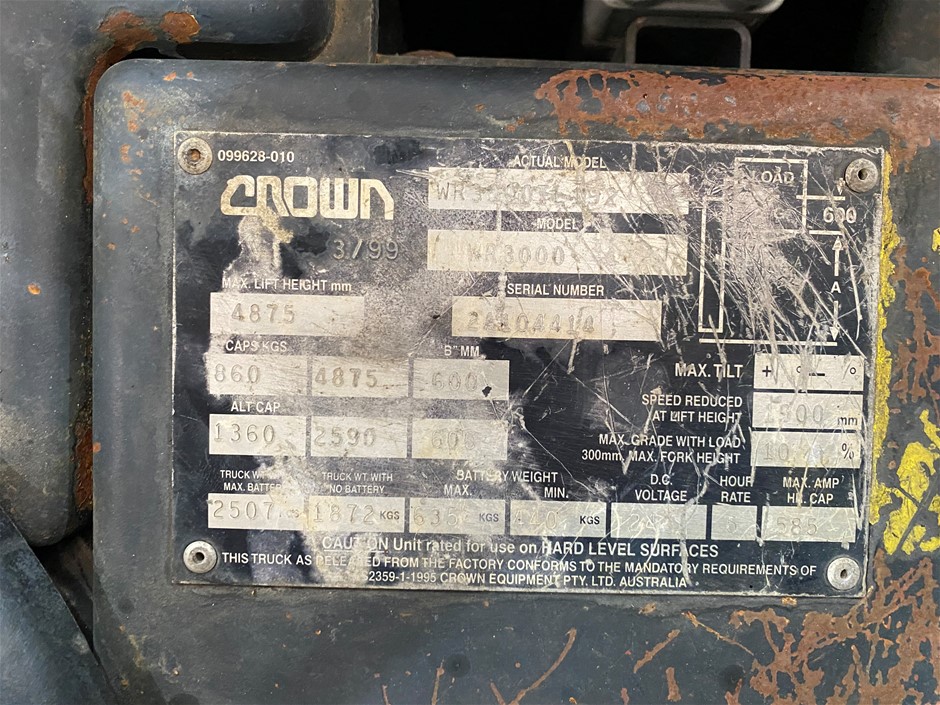 099628-010
ACTUAL MODEL
LOAD
CROWN
600
3/99
MODEL
WR3000
A
MAX. LIFT HEIGHT mm
SERIAL NUMBER
4875
CAPS KGS
B" MM
MAX. TILT + ° – °
860 4875 600
SPEED REDUCED
AT LIFT HEIGHT mm
ALT CAP
1360 2590
MAX. GRADE WITH LOAD
300mm. MAX. FORK HEIGHT 10 %
TRUCK WT. TRUCK WT. WITH BATTERY WEIGHT D.C. HOUR MAX. AMP
MAX. BATTERY NO BATTERY MAX. MIN. VOLTAGE RATE HR. CAP
2507 1872 KGS KGS KGS 585
CAUTION Unit rated for use on HARD LEVEL SURFACES
THIS TRUCK AS RELEASED FROM THE FACTORY CONFORMS TO THE MANDATORY REQUIREMENTS OF
2359-1-1995 CROWN EQUIPMENT PTY. LTD. AUSTRALIA